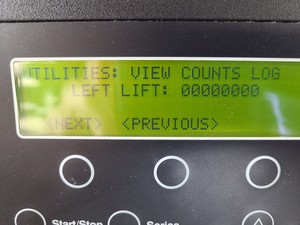 UTILITIES: VIEW COUNTS LOG
LEFT LIFT: 00000000
<NEXT> <PREVIOUS>
Start/Stop Series